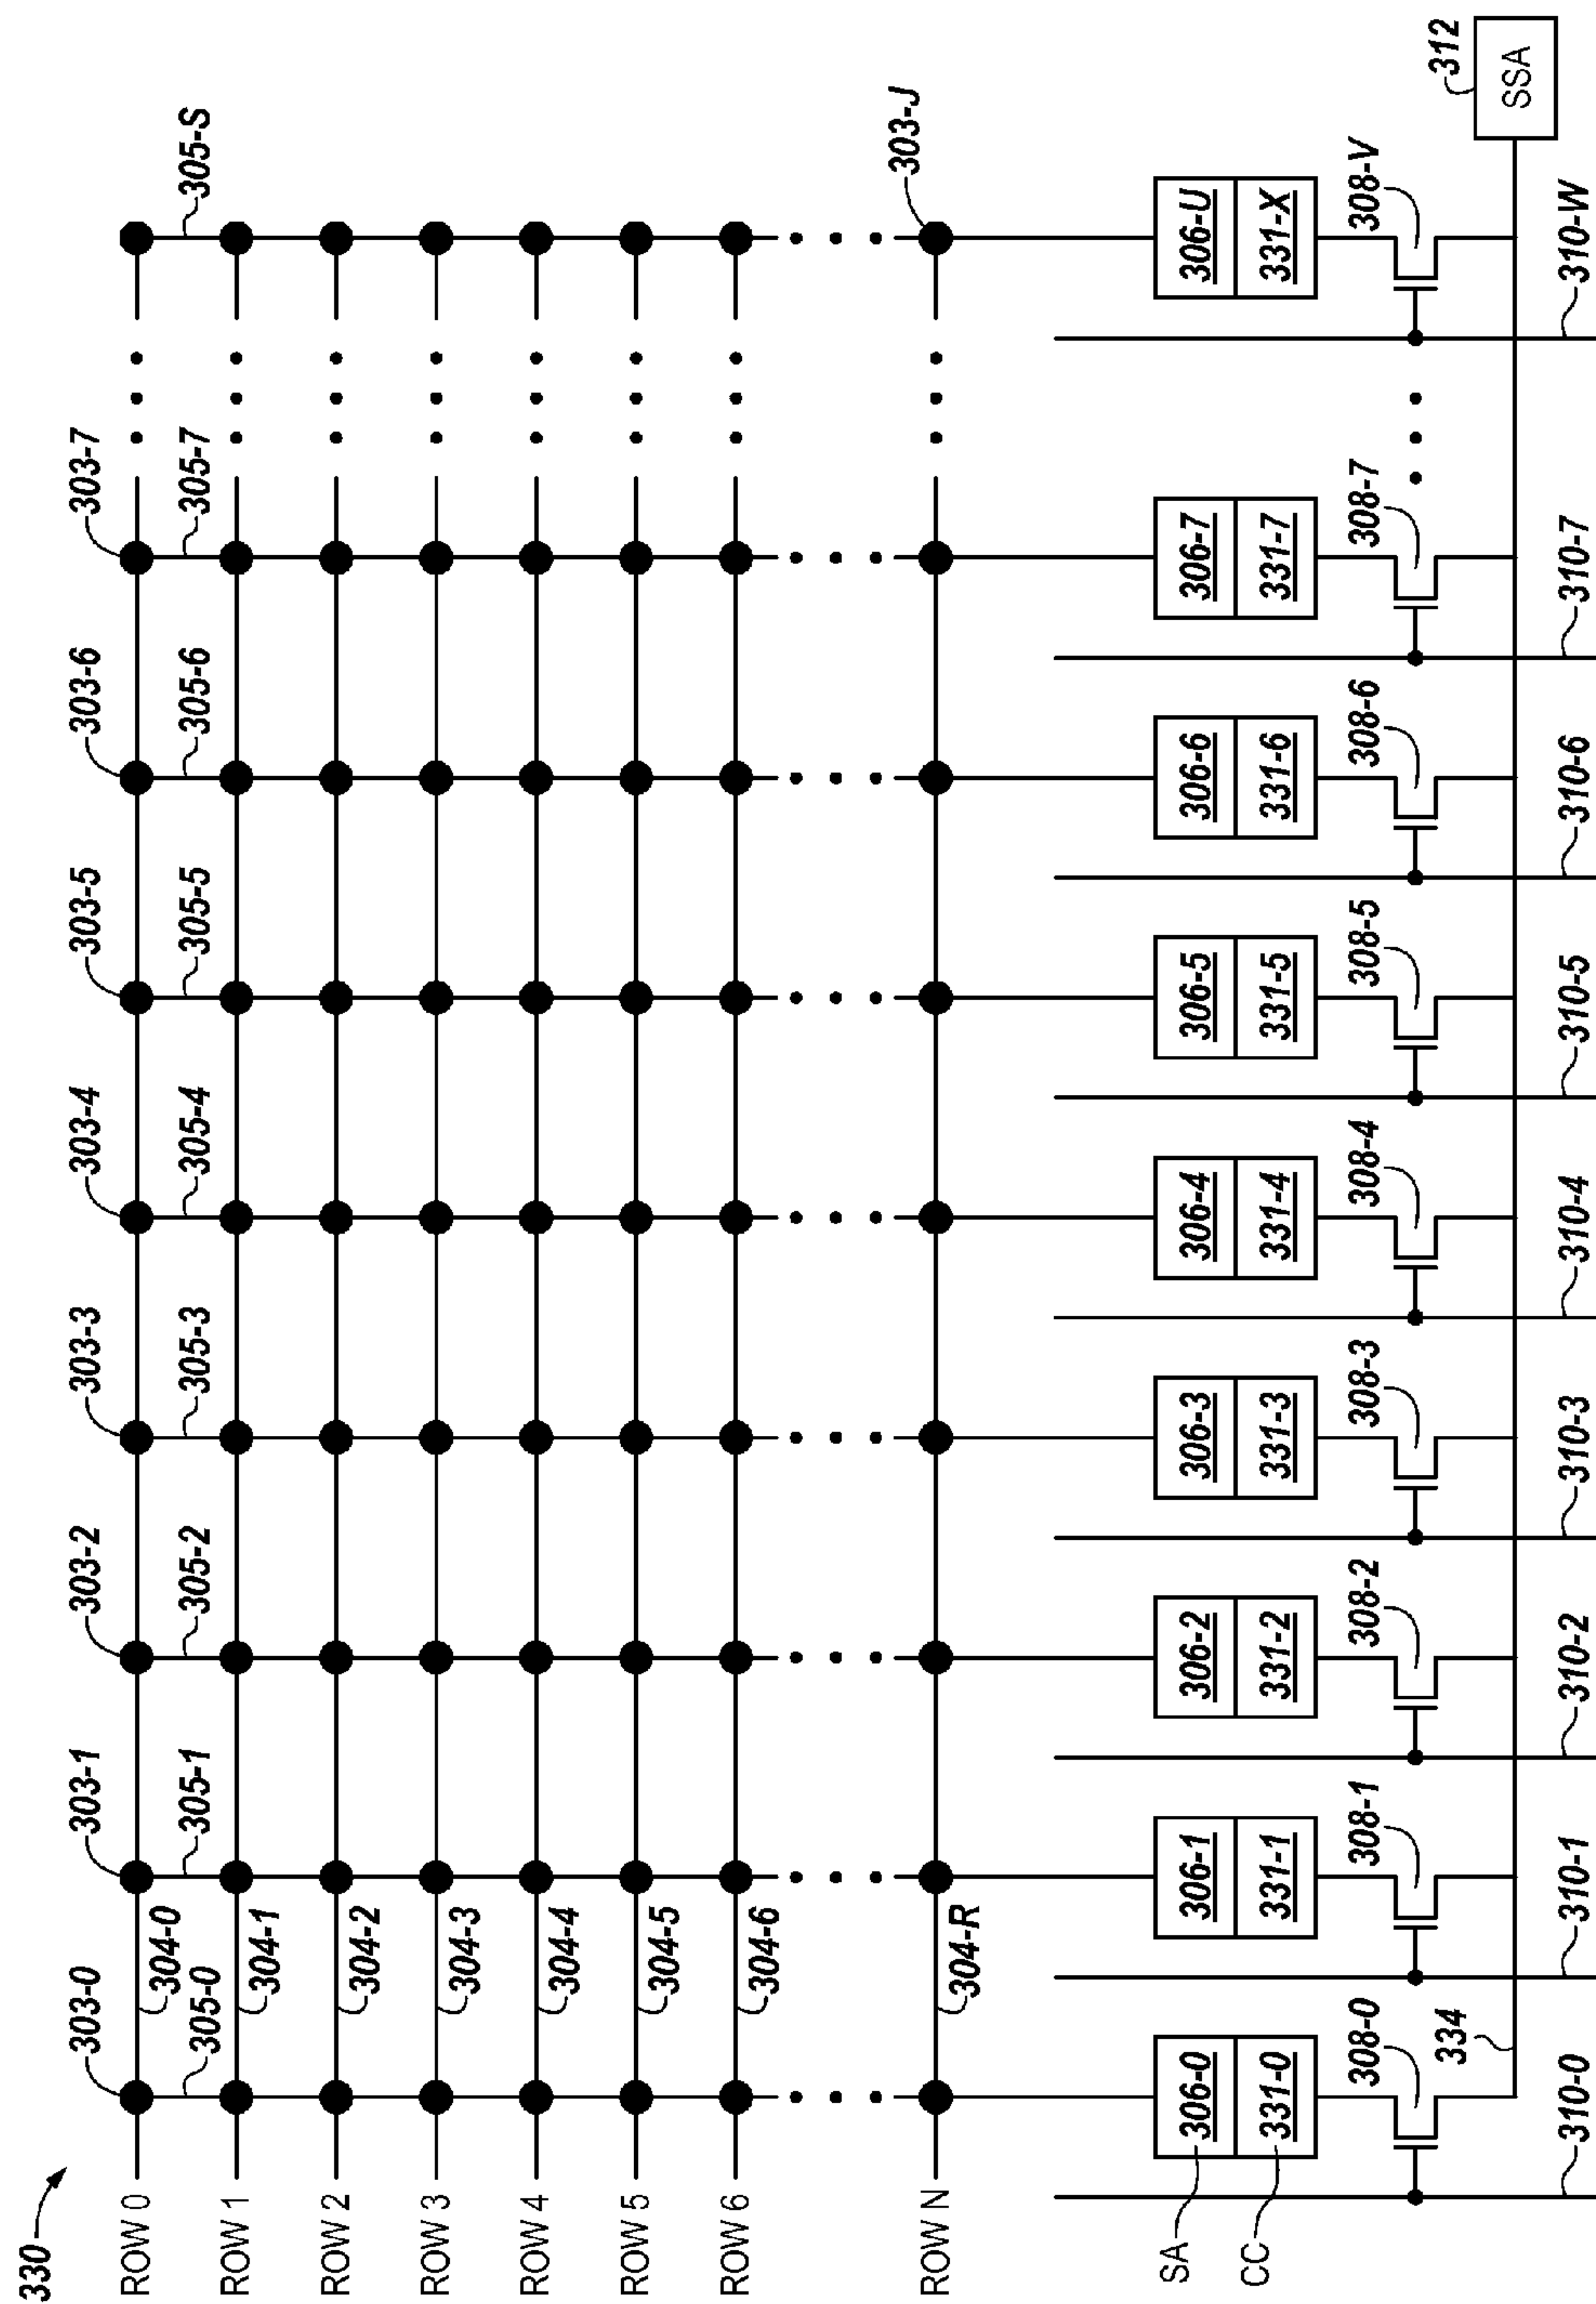 330
303-0 303-1 303-2 303-3 303-4 303-5 303-6 303-7
ROW 0 304-0
305-0 305-1 305-2 305-3 305-4 305-5 305-6 305-7 305-S
ROW 1 304-1
ROW 2 304-2
ROW 3 304-3
ROW 4 304-4
ROW 5 304-5
ROW 6 304-6
303-J
ROW N 304-R
SA 306-0 306-1 306-2 306-3 306-4 306-5 306-6 306-7 306-U
CC 331-0 331-1 331-2 331-3 331-4 331-5 331-6 331-7 331-X
308-0 308-1 308-2 308-3 308-4 308-5 308-6 308-7 308-V
334 312
SSA
310-0 310-1 310-2 310-3 310-4 310-5 310-6 310-7 310-W